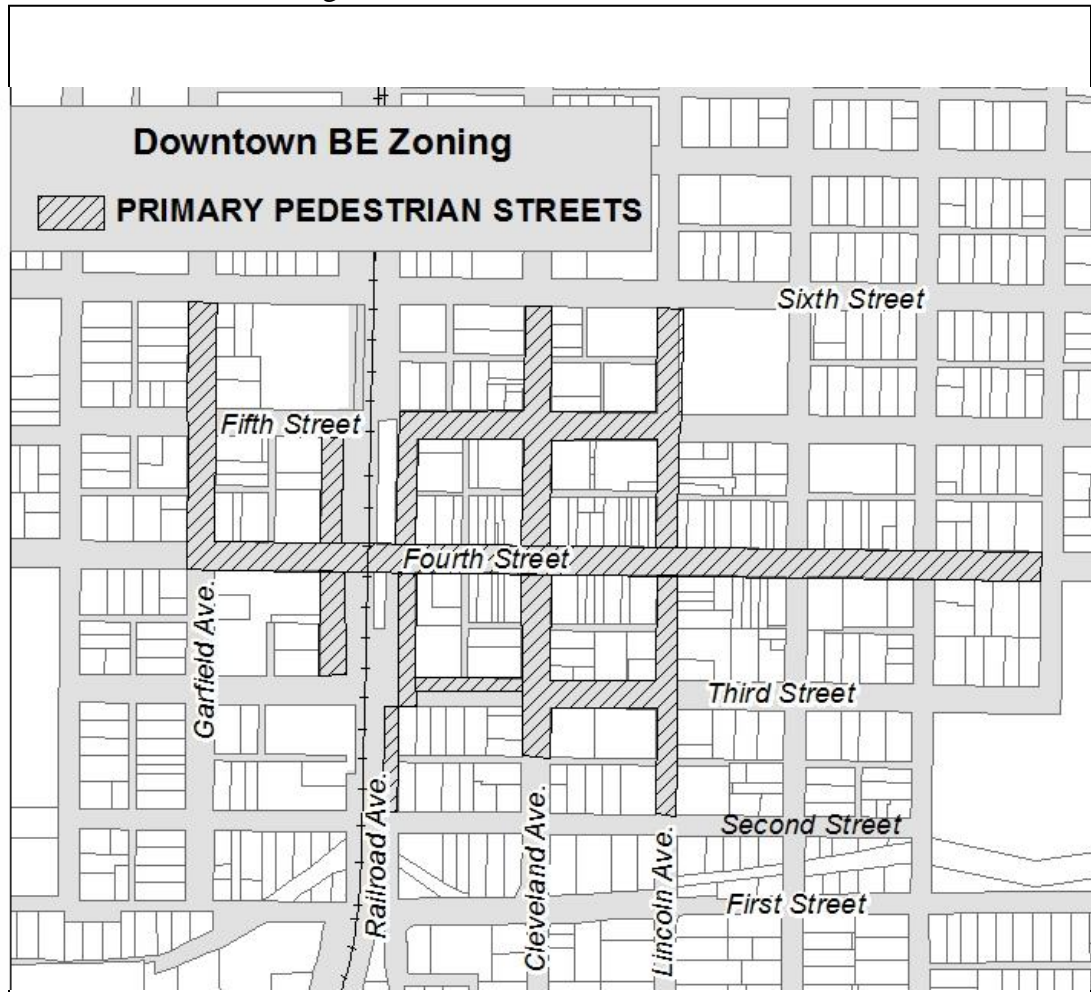 Downtown BE Zoning
PRIMARY PEDESTRIAN STREETS
Sixth Street
Fifth Street
Fourth Street
Garfield Ave.
Third Street
Railroad Ave.
Cleveland Ave.
Lincoln Ave.
Second Street
First Street